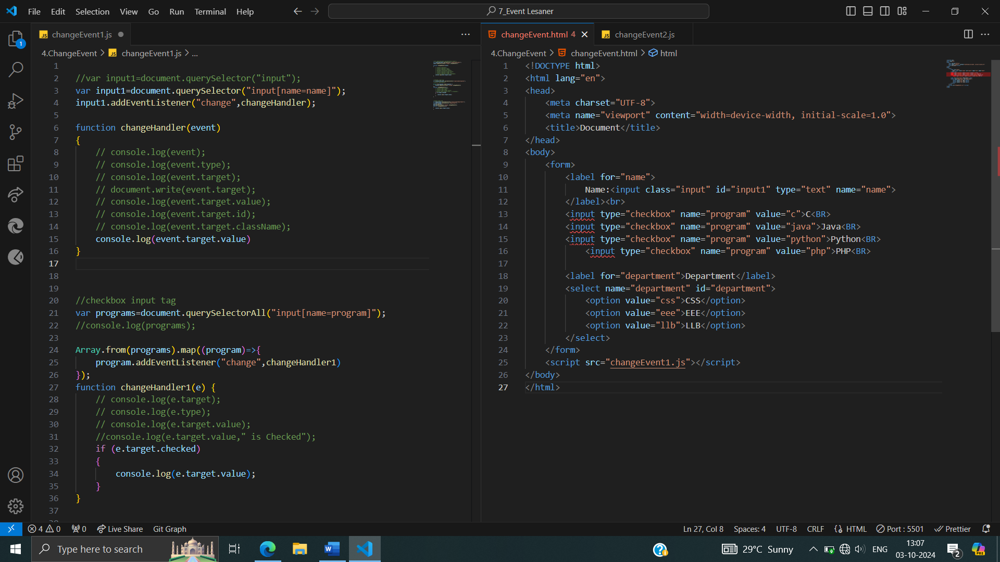 File Edit Selection View Go Run Terminal Help
7_Event Lesaner
changeEvent1.js
4.ChangeEvent > changeEvent1.js > ...
1
2 //var input1=document.querySelector("input");
3 var input1=document.querySelector("input[name=name]");
4 input1.addEventListener("change",changeHandler);
5
6 function changeHandler(event)
7 {
8 // console.log(event);
9 // console.log(event.type);
10 // console.log(event.target);
11 // document.write(event.target);
12 // console.log(event.target.value);
13 // console.log(event.target.id);
14 // console.log(event.target.className);
15 console.log(event.target.value)
16 }
17
18
19
20 //checkbox input tag
21 var programs=document.querySelectorAll("input[name=program]");
22 //console.log(programs);
23
24 Array.from(programs).map((program)=>{
25 program.addEventListener("change",changeHandler1)
26 });
27 function changeHandler1(e) {
28 // console.log(e.target);
29 // console.log(e.type);
30 // console.log(e.target.value);
31 //console.log(e.target.value," is Checked");
32 if (e.target.checked)
33 {
34 console.log(e.target.value);
35 }
36 }
37
changeEvent.html 4
changeEvent2.js
4.ChangeEvent > changeEvent.html > html
1 <!DOCTYPE html>
2 <html lang="en">
3 <head>
4 <meta charset="UTF-8">
5 <meta name="viewport" content="width=device-width, initial-scale=1.0">
6 <title>Document</title>
7 </head>
8 <body>
9 <form>
10 <label for="name">
11 Name:<input class="input" id="input1" type="text" name="name">
12 </label><br>
13 <input type="checkbox" name="program" value="c">C<BR>
14 <input type="checkbox" name="program" value="java">Java<BR>
15 <input type="checkbox" name="program" value="python">Python<BR>
16 <input type="checkbox" name="program" value="php">PHP<BR>
17
18 <label for="department">Department</label>
19 <select name="department" id="department">
20 <option value="css">CSS</option>
21 <option value="eee">EEE</option>
22 <option value="llb">LLB</option>
23 </select>
24 </form>
25 <script src="changeEvent1.js"></script>
26 </body>
27 </html>
1
4 0 0 Live Share Git Graph
Ln 27, Col 8 Spaces: 4 UTF-8 CRLF HTML Port : 5501 Prettier
Type here to search
29°C Sunny
ENG
13:07
03-10-2024
2
PRE